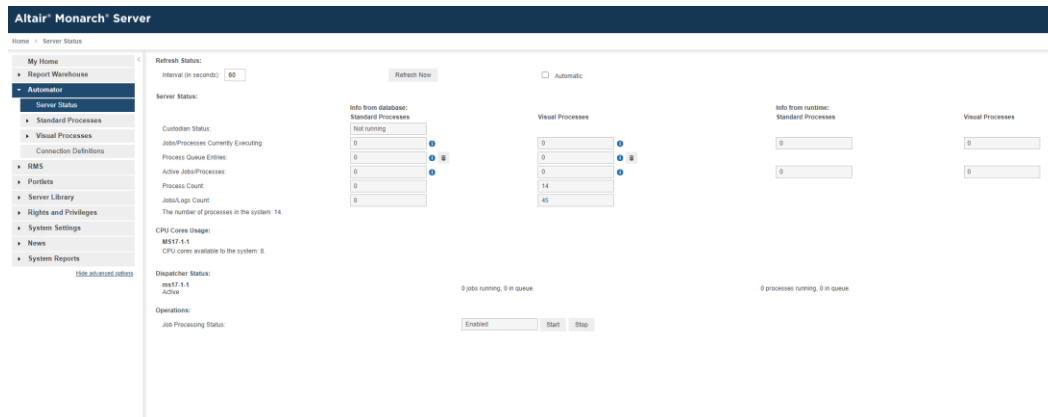 Altair® Monarch® Server
Home › Server Status
My Home
Report Warehouse
Automator
Server Status
Standard Processes
Visual Processes
Connection Definitions
RMS
Portlets
Server Library
Rights and Privileges
System Settings
News
System Reports
Hide advanced options
Refresh Status:
Interval (in seconds): 60 Refresh Now Automatic
Server Status:
Info from database: Info from runtime:
Standard Processes Visual Processes Standard Processes Visual Processes
Custodian Status: Not running
Jobs/Processes Currently Executing 0 0 0 0
Process Queue Entries: 0 0
Active Jobs/Processes: 0 0 0 0
Process Count: 0 14
Jobs/Logs Count: 0 45
The number of processes in the system: 14.
CPU Cores Usage:
MS17-1-1
CPU cores available to the system: 8.
Dispatcher Status:
ms17-1-1
Active 0 jobs running, 0 in queue. 0 processes running, 0 in queue.
Operations:
Job Processing Status: Enabled Start Stop